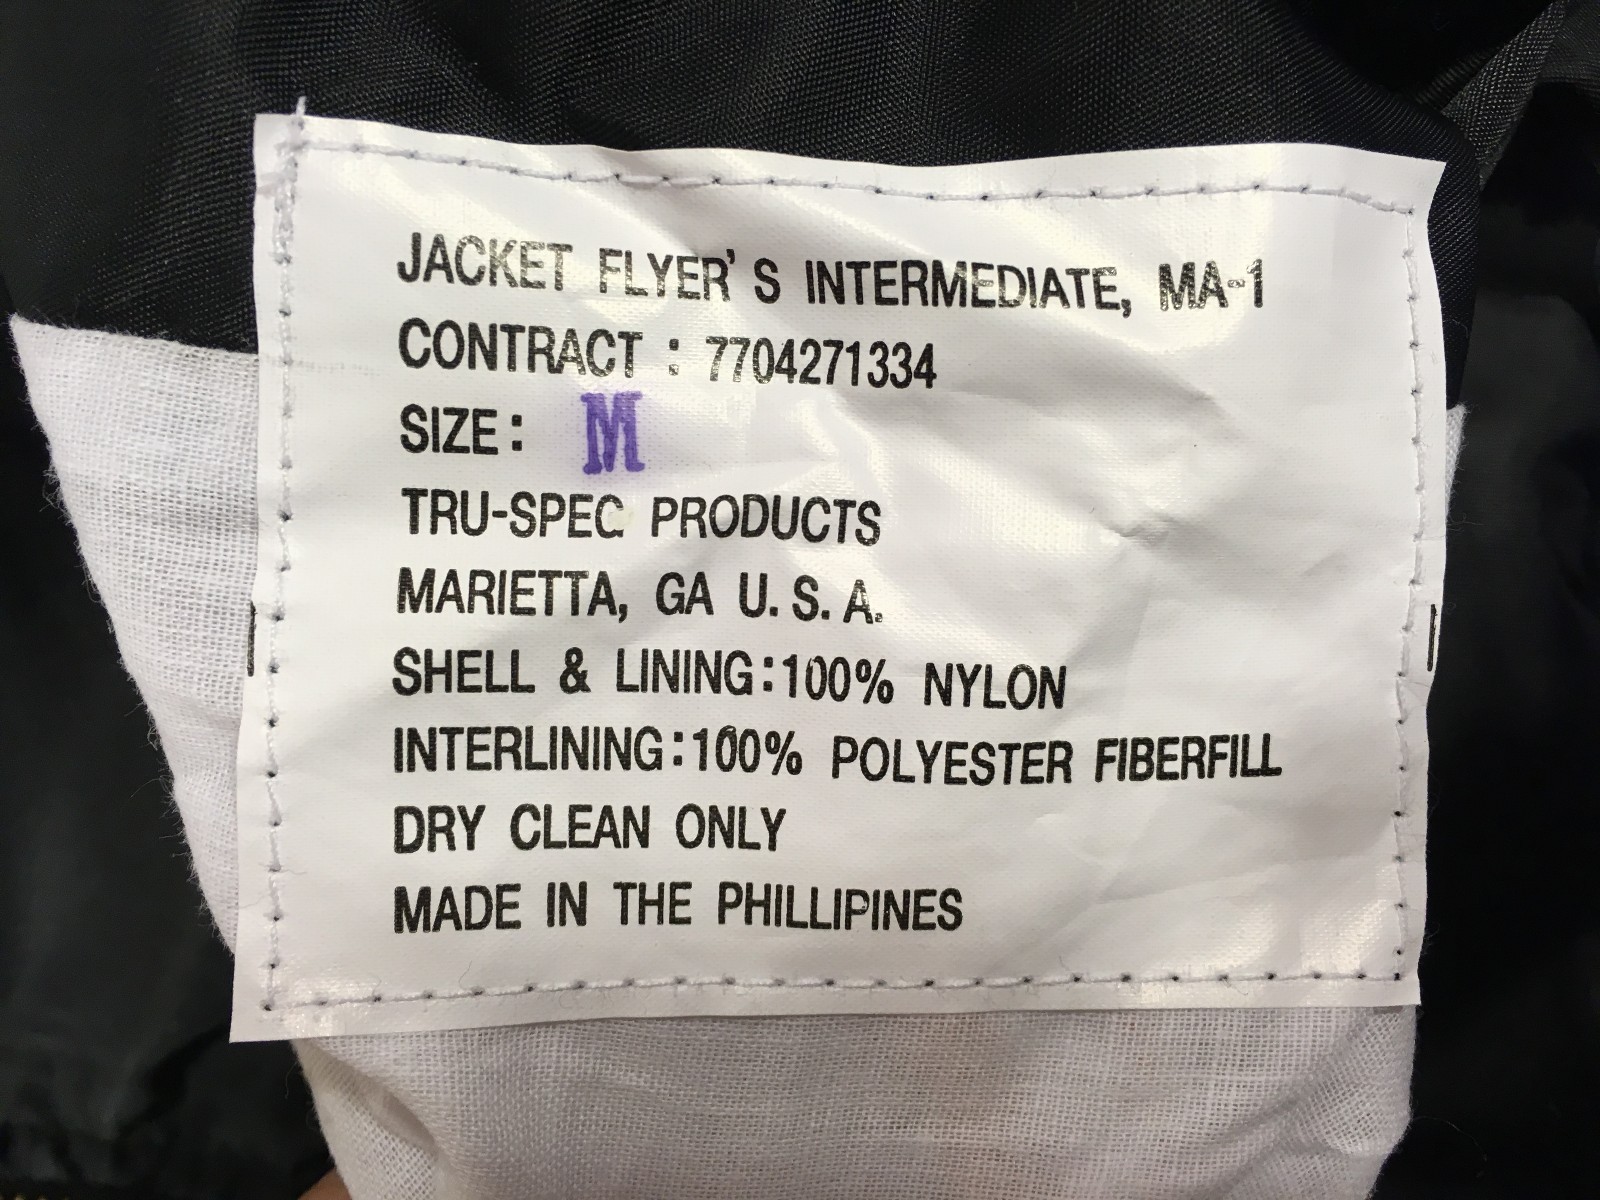 JACKET FLYER'S INTERMEDIATE, MA-1
CONTRACT : 7704271334
SIZE: M
TRU-SPEC PRODUCTS
MARIETTA, GA U.S.A.
SHELL & LINING:100% NYLON
INTERLINING:100% POLYESTER FIBERFILL
DRY CLEAN ONLY
MADE IN THE PHILLIPINES